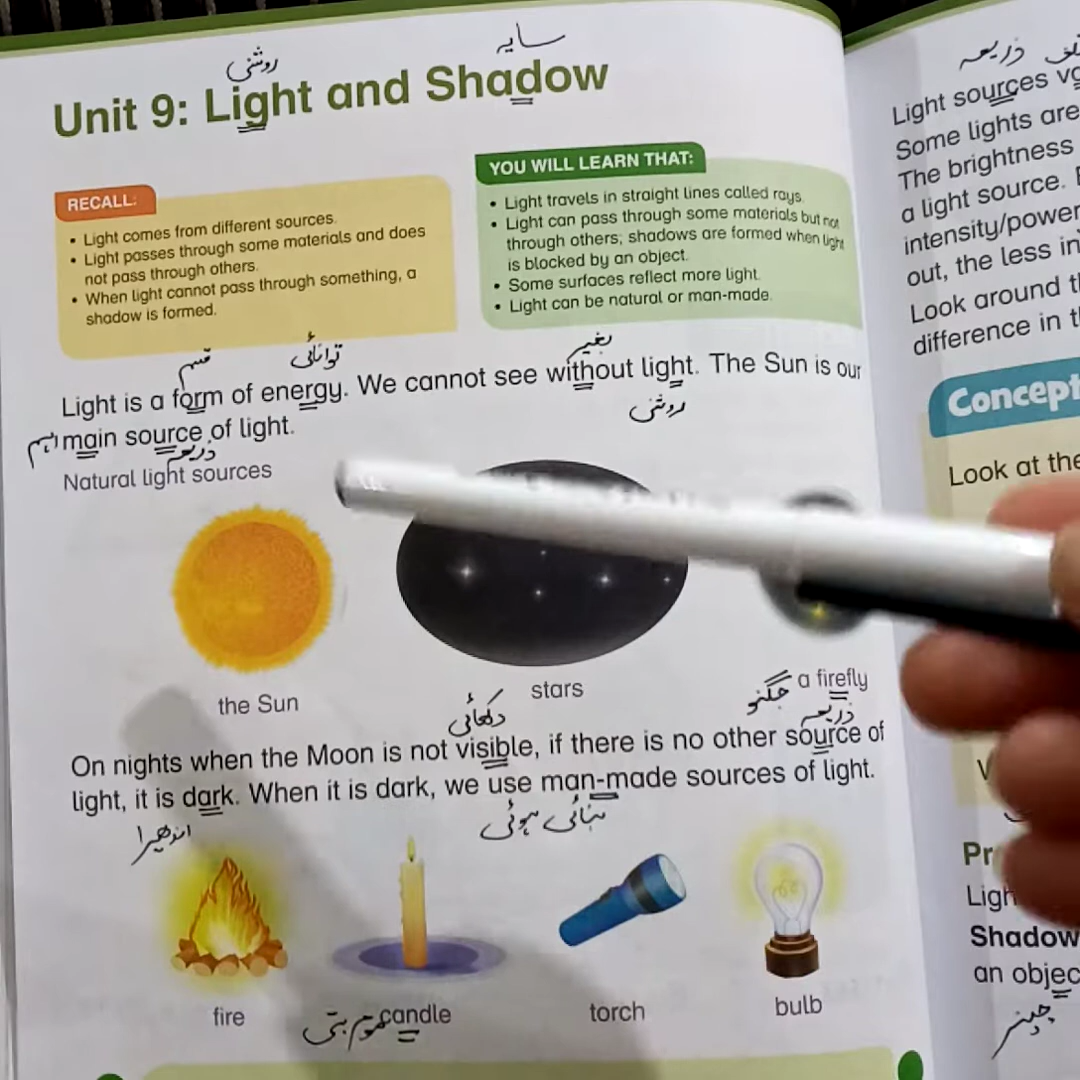 روشنی سایہ
Unit 9: Light and Shadow
RECALL:
• Light comes from different sources.
• Light passes through some materials and does
not pass through others.
• When light cannot pass through something, a
shadow is formed.
YOU WILL LEARN THAT:
• Light travels in straight lines called rays.
• Light can pass through some materials but not
through others; shadows are formed when light
is blocked by an object.
• Some surfaces reflect more light.
• Light can be natural or man-made.
قسم توانائی بغیر
Light is a form of energy. We cannot see without light. The Sun is our
روشنی
اہم main source of light.
ذریعہ
Natural light sources
the Sun
stars
جگنو a firefly
دکھائی ذریعہ
On nights when the Moon is not visible, if there is no other source of
light, it is dark. When it is dark, we use man-made sources of light.
اندھیرا بنائی ہوئی
fire
موم بتی candle
torch
bulb
ذریعہ
Light sources
Some lights are
The brightness
a light source.
intensity/power
out, the less in
Look around
difference in
Concept
Look at the
Pr
Ligh
Shadow
an objec
چیز